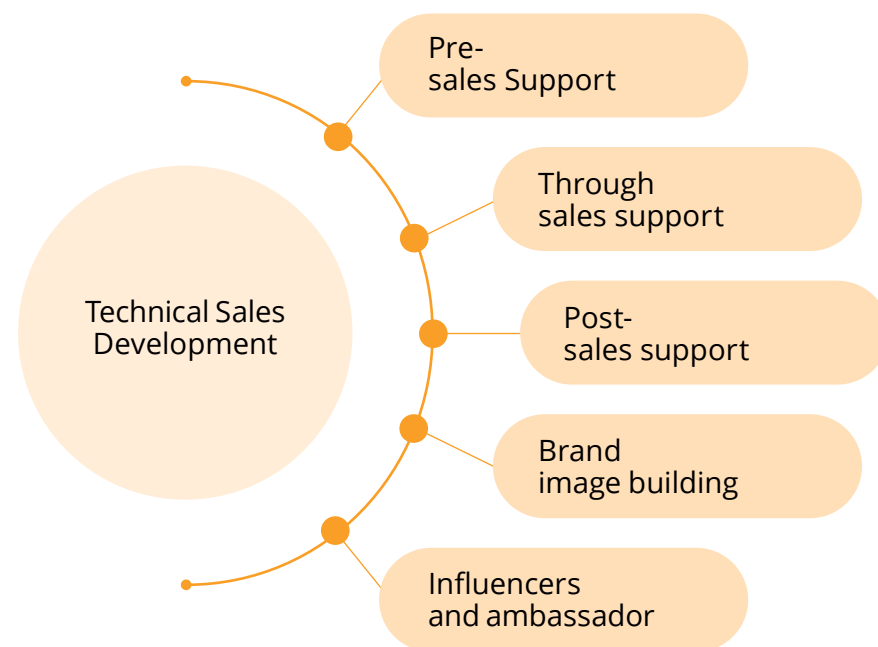 Pre-
sales Support
Through
sales support
Technical Sales
Development
Post-
sales support
Brand
image building
Influencers
and ambassador